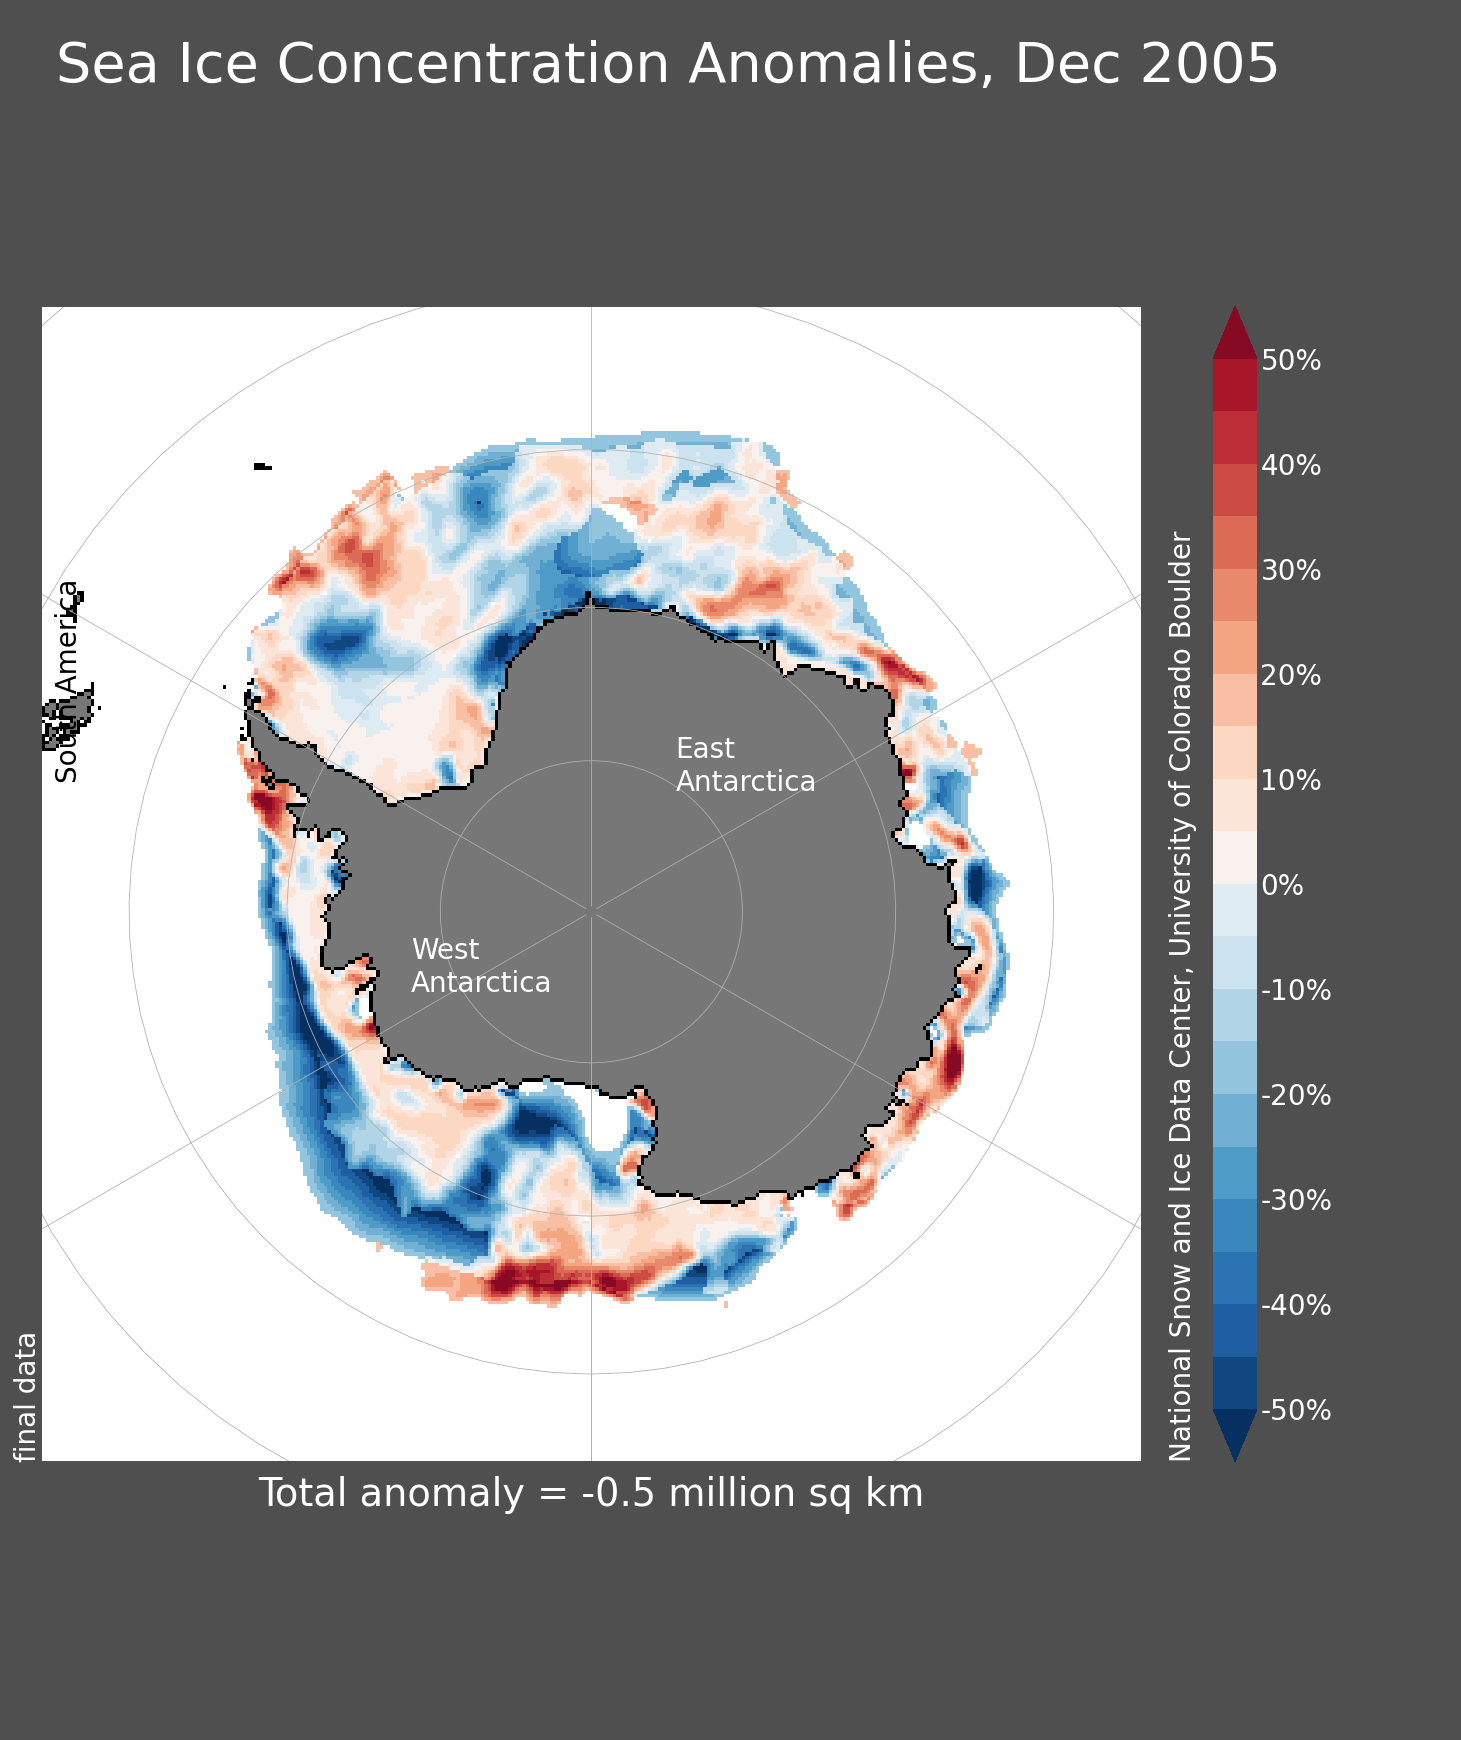 Sea Ice Concentration Anomalies, Dec 2005
South America
East
Antarctica
West
Antarctica
final data
National Snow and Ice Data Center, University of Colorado Boulder
50%
40%
30%
20%
10%
0%
-10%
-20%
-30%
-40%
-50%
Total anomaly = -0.5 million sq km